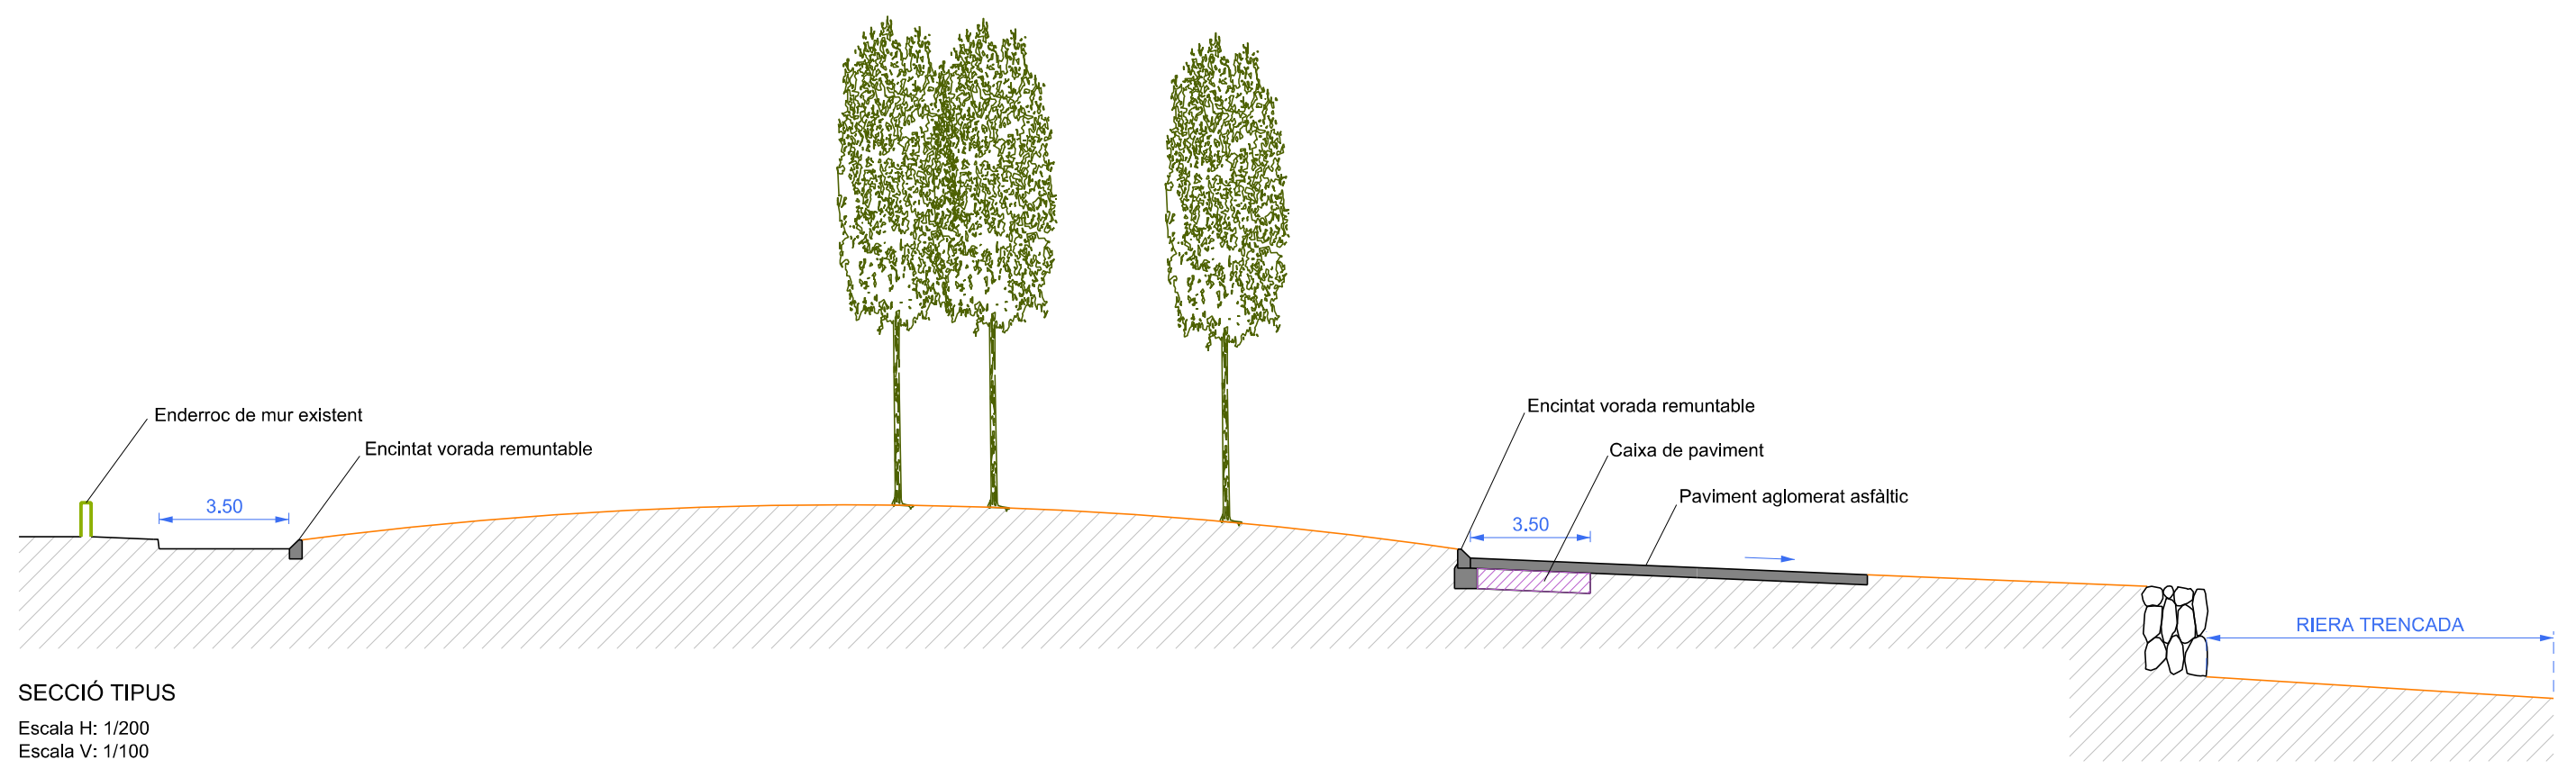 Enderroc de mur existent
Encintat vorada remuntable
3.50
Encintat vorada remuntable
Caixa de paviment
Paviment aglomerat asfàltic
3.50
RIERA TRENCADA
SECCIÓ TIPUS
Escala H: 1/200
Escala V: 1/100